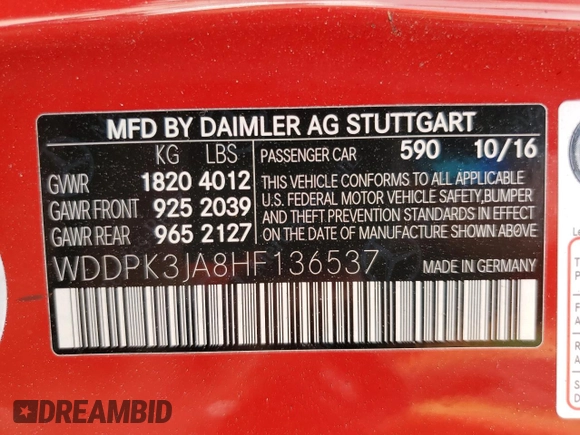 MFD BY DAIMLER AG STUTTGART
KG LBS
GVWR 1820 4012
GAWR FRONT 925 2039
GAWR REAR 965 2127
PASSENGER CAR 590 10/16
THIS VEHICLE CONFORMS TO ALL APPLICABLE
U.S. FEDERAL MOTOR VEHICLE SAFETY,BUMPER
AND THEFT PREVENTION STANDARDS IN EFFECT
ON THE DATE OF MANUFACTURE SHOWN ABOVE
WDDPK3JA8HF136537
MADE IN GERMANY
DREAMBID